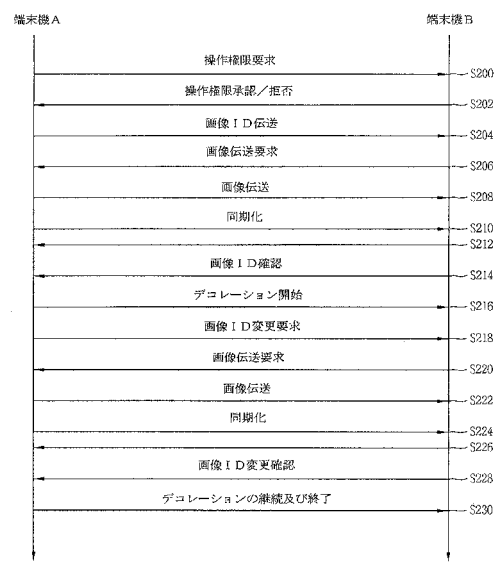 端末機A 端末機B
操作権限要求
S200
操作権限承認／拒否
S202
画像ID伝送
S204
画像伝送要求
S206
画像伝送
S208
同期化
S210
S212
画像ID確認
S214
デコレーション開始
S216
画像ID変更要求
S218
画像伝送要求
S220
画像伝送
S222
同期化
S224
S226
画像ID変更確認
S228
デコレーションの継続及び終了
S230